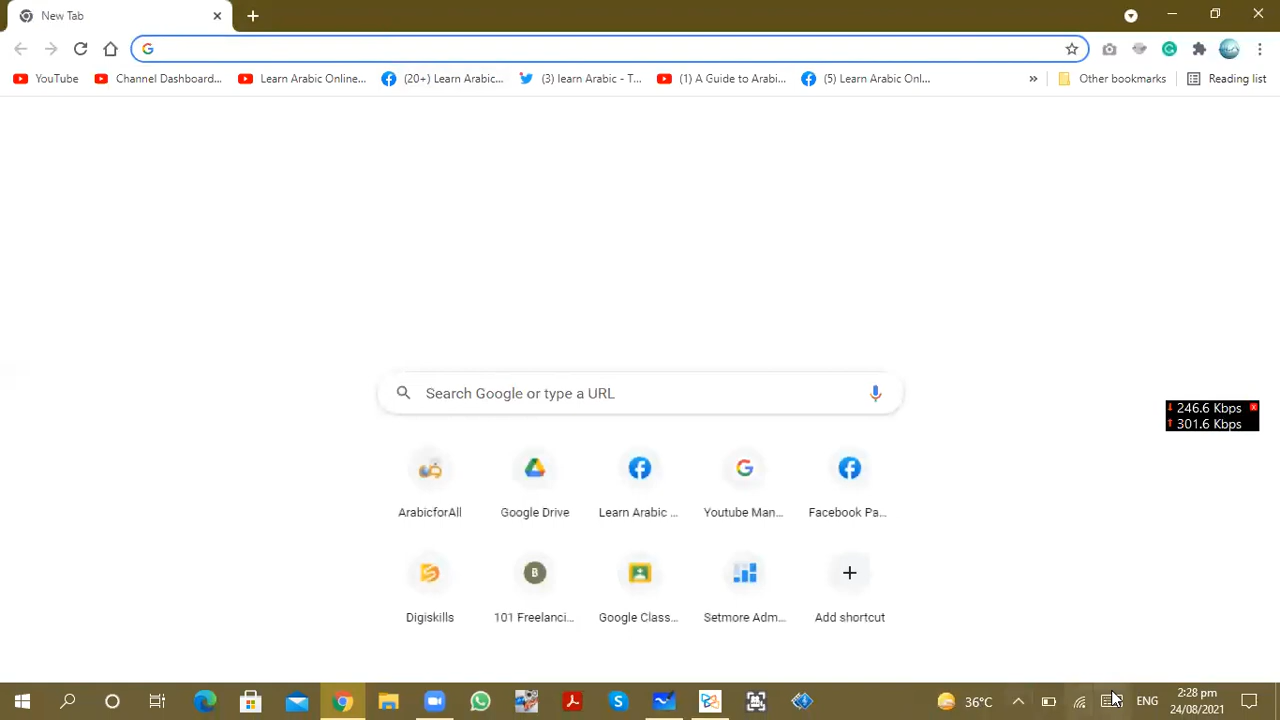 New Tab
YouTube
Channel Dashboard...
Learn Arabic Online...
(20+) Learn Arabic...
(3) learn Arabic - T...
(1) A Guide to Arabi...
(5) Learn Arabic Onl...
»
Other bookmarks
Reading list
Search Google or type a URL
246.6 Kbps
301.6 Kbps
ArabicforAll
Google Drive
Learn Arabic ...
Youtube Man...
Facebook Pa...
B
Digiskills
101 Freelanci...
Google Class...
Setmore Adm...
Add shortcut
36°C
ENG
2:28 pm
24/08/2021